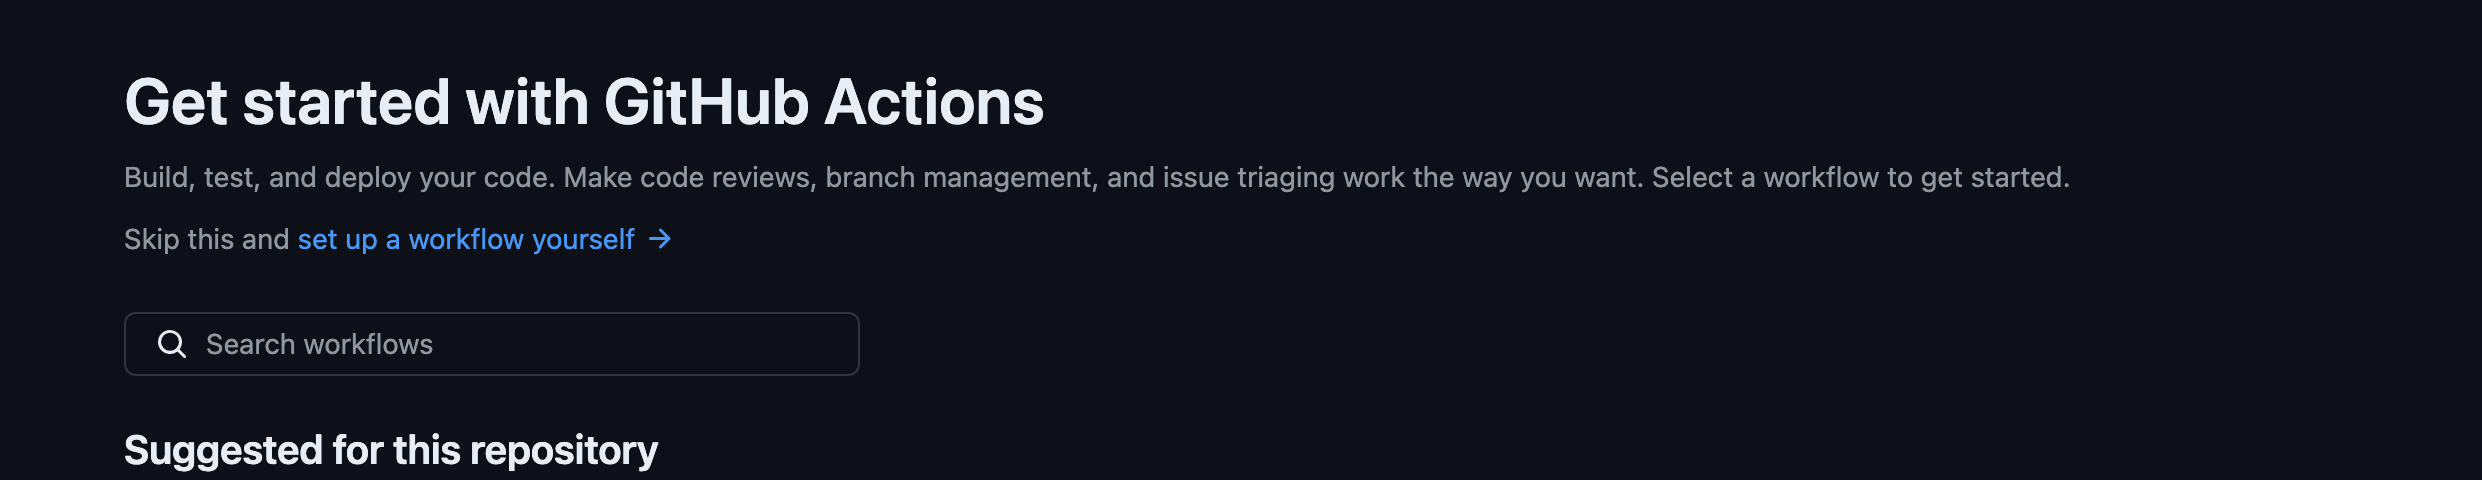 Get started with GitHub Actions
Build, test, and deploy your code. Make code reviews, branch management, and issue triaging work the way you want. Select a workflow to get started.
Skip this and set up a workflow yourself →
Search workflows
Suggested for this repository